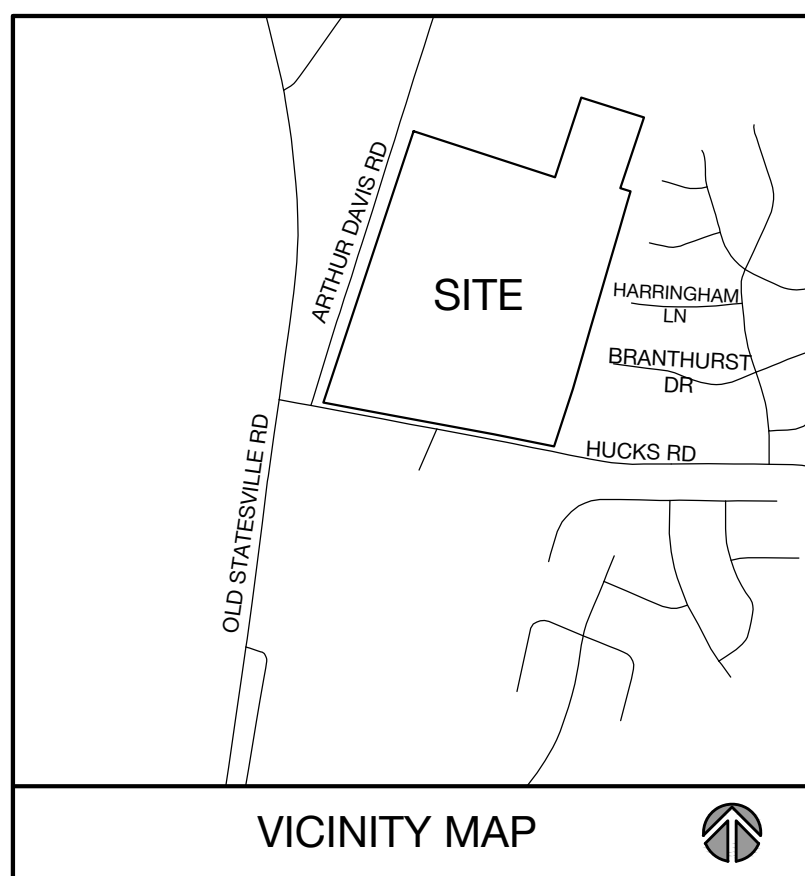 ARTHUR DAVIS RD
SITE
HARRINGHAM
LN
BRANTHURST
DR
HUCKS RD
OLD STATESVILLE RD
VICINITY MAP